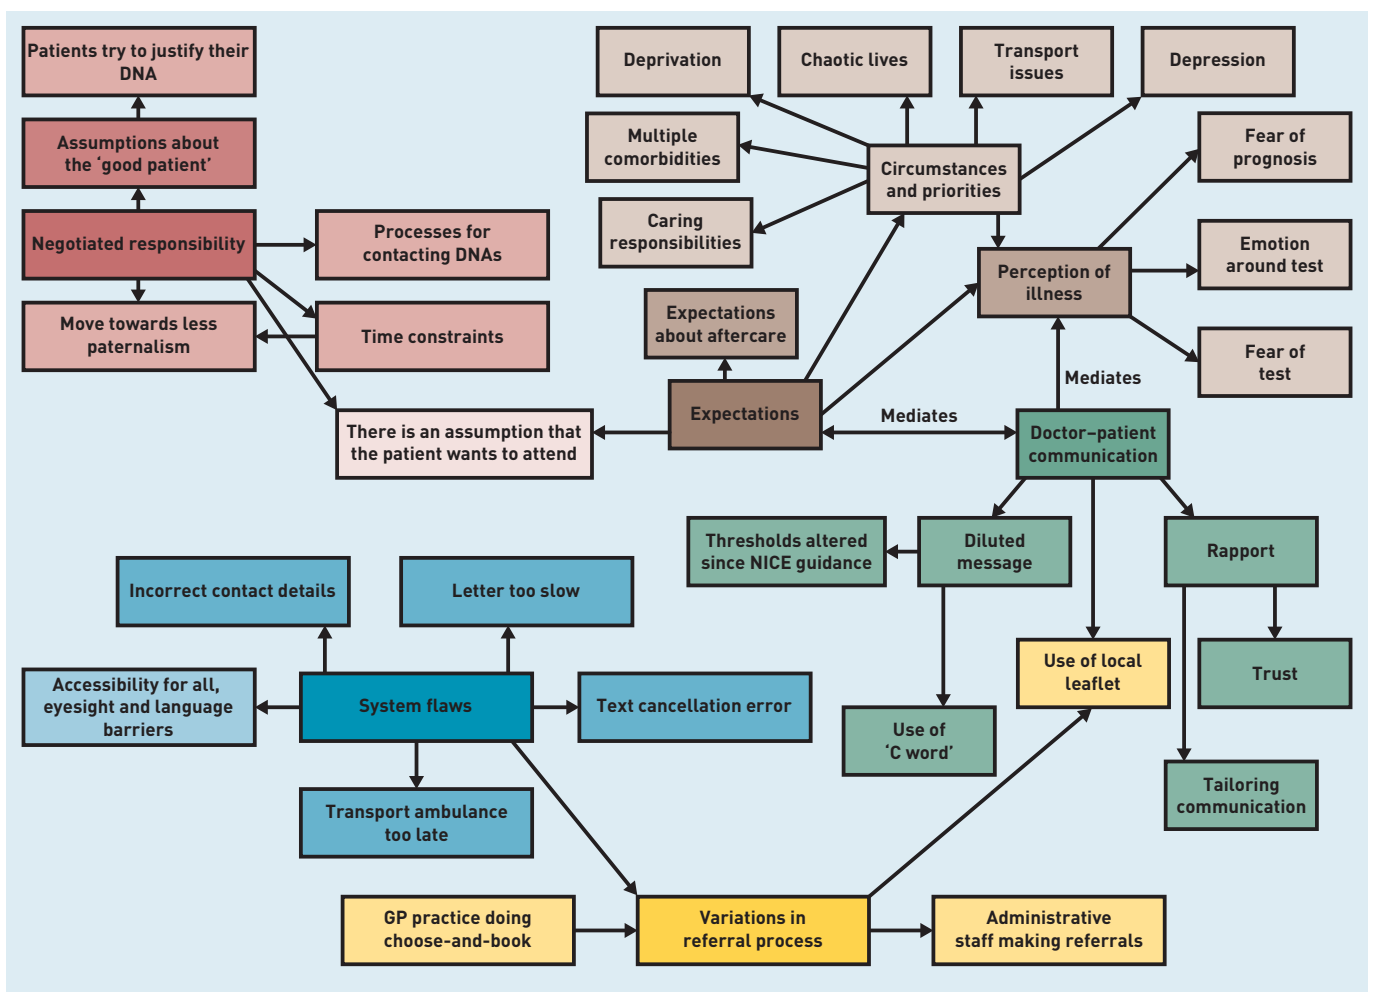 Patients try to justify their
DNA
Assumptions about
the ‘good patient’
Negotiated responsibility
Processes for
contacting DNAs
Move towards less
paternalism
Time constraints
There is an assumption that
the patient wants to attend
Deprivation
Chaotic lives
Transport
issues
Depression
Multiple
comorbidities
Circumstances
and priorities
Fear of
prognosis
Caring
responsibilities
Perception of
illness
Emotion
around test
Expectations
about aftercare
Fear of
test
Mediates
Expectations
Mediates
Doctor–patient
communication
Thresholds altered
since NICE guidance
Diluted
message
Rapport
Use of local
leaflet
Trust
Use of
‘C word’
Tailoring
communication
Incorrect contact details
Letter too slow
Accessibility for all,
eyesight and language
barriers
System flaws
Text cancellation error
Transport ambulance
too late
GP practice doing
choose-and-book
Variations in
referral process
Administrative
staff making referrals